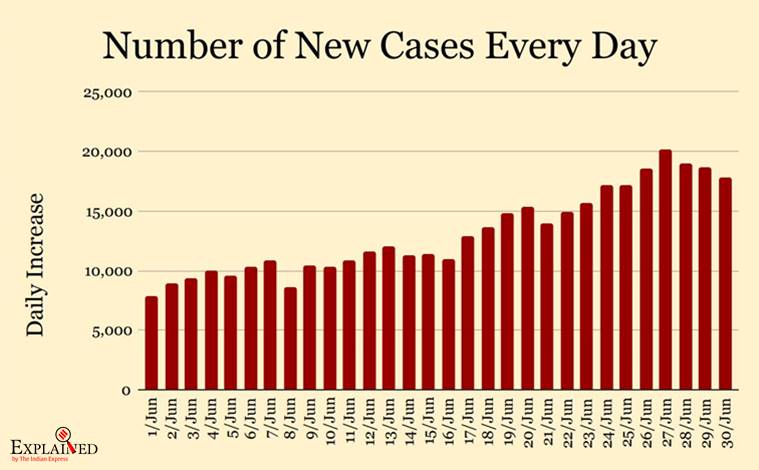 Number of New Cases Every Day
25,000
20,000
15,000
10,000
5,000
0
Daily Increase
1/Jun
2/Jun
3/Jun
4/Jun
5/Jun
6/Jun
7/Jun
8/Jun
9/Jun
10/Jun
11/Jun
12/Jun
13/Jun
14/Jun
15/Jun
16/Jun
17/Jun
18/Jun
19/Jun
20/Jun
21/Jun
22/Jun
23/Jun
24/Jun
25/Jun
26/Jun
27/Jun
28/Jun
29/Jun
30/Jun
EXPLAINED
by The Indian Express